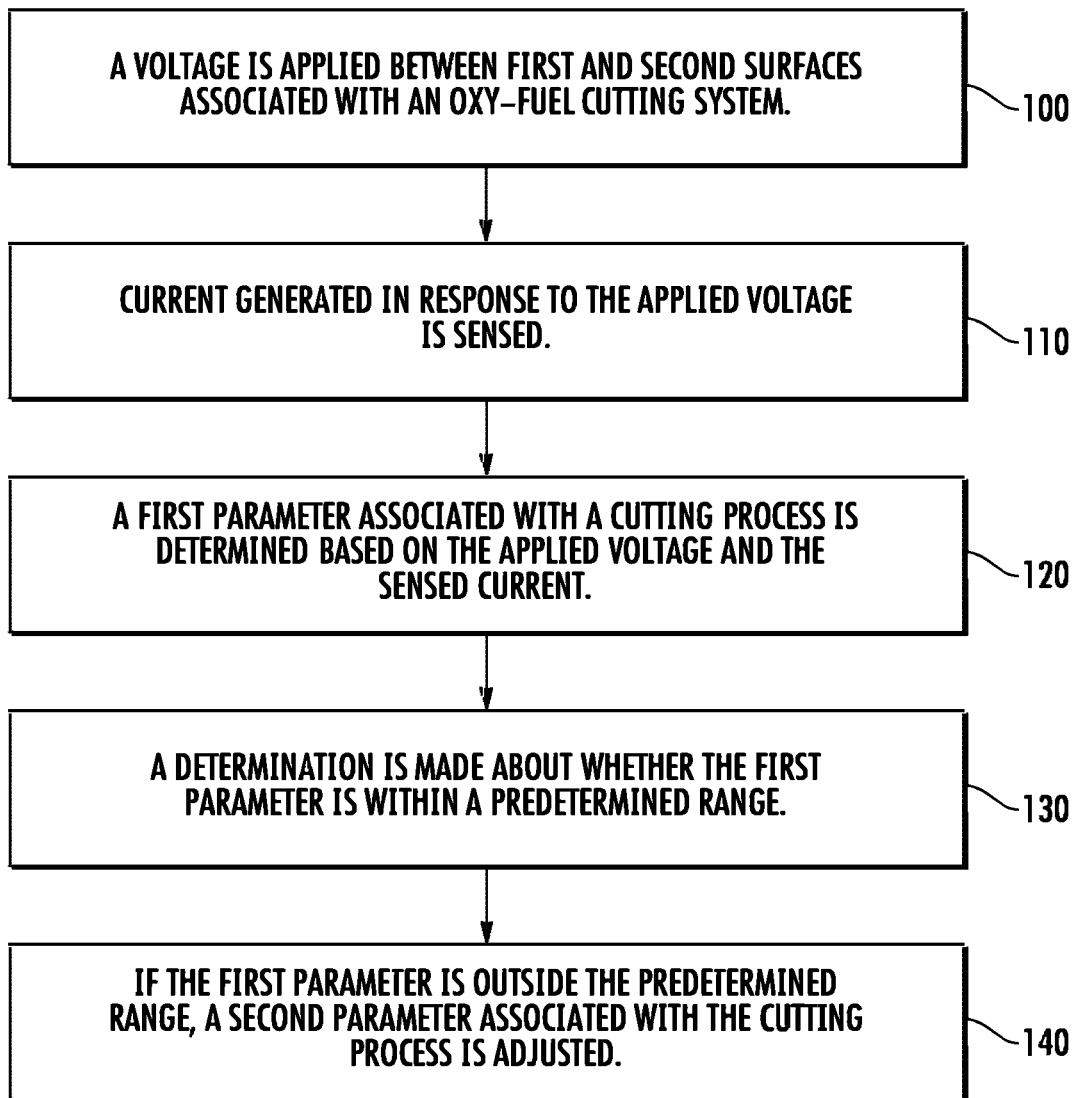 A VOLTAGE IS APPLIED BETWEEN FIRST AND SECOND SURFACES
ASSOCIATED WITH AN OXY-FUEL CUTTING SYSTEM.
100
CURRENT GENERATED IN RESPONSE TO THE APPLIED VOLTAGE
IS SENSED.
110
A FIRST PARAMETER ASSOCIATED WITH A CUTTING PROCESS IS
DETERMINED BASED ON THE APPLIED VOLTAGE AND THE
SENSED CURRENT.
120
A DETERMINATION IS MADE ABOUT WHETHER THE FIRST
PARAMETER IS WITHIN A PREDETERMINED RANGE.
130
IF THE FIRST PARAMETER IS OUTSIDE THE PREDETERMINED
RANGE, A SECOND PARAMETER ASSOCIATED WITH THE CUTTING
PROCESS IS ADJUSTED.
140